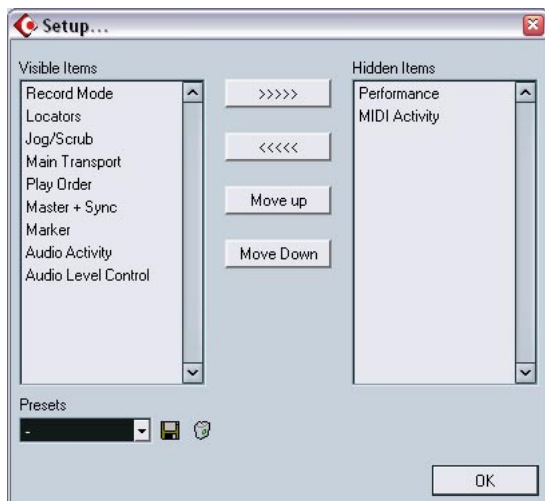 Setup...
Visible Items
Hidden Items
Record Mode
Locators
Jog/Scrub
Main Transport
Play Order
Master + Sync
Marker
Audio Activity
Audio Level Control
>>>>>
<<<<<
Move up
Move Down
Performance
MIDI Activity
Presets
-
OK